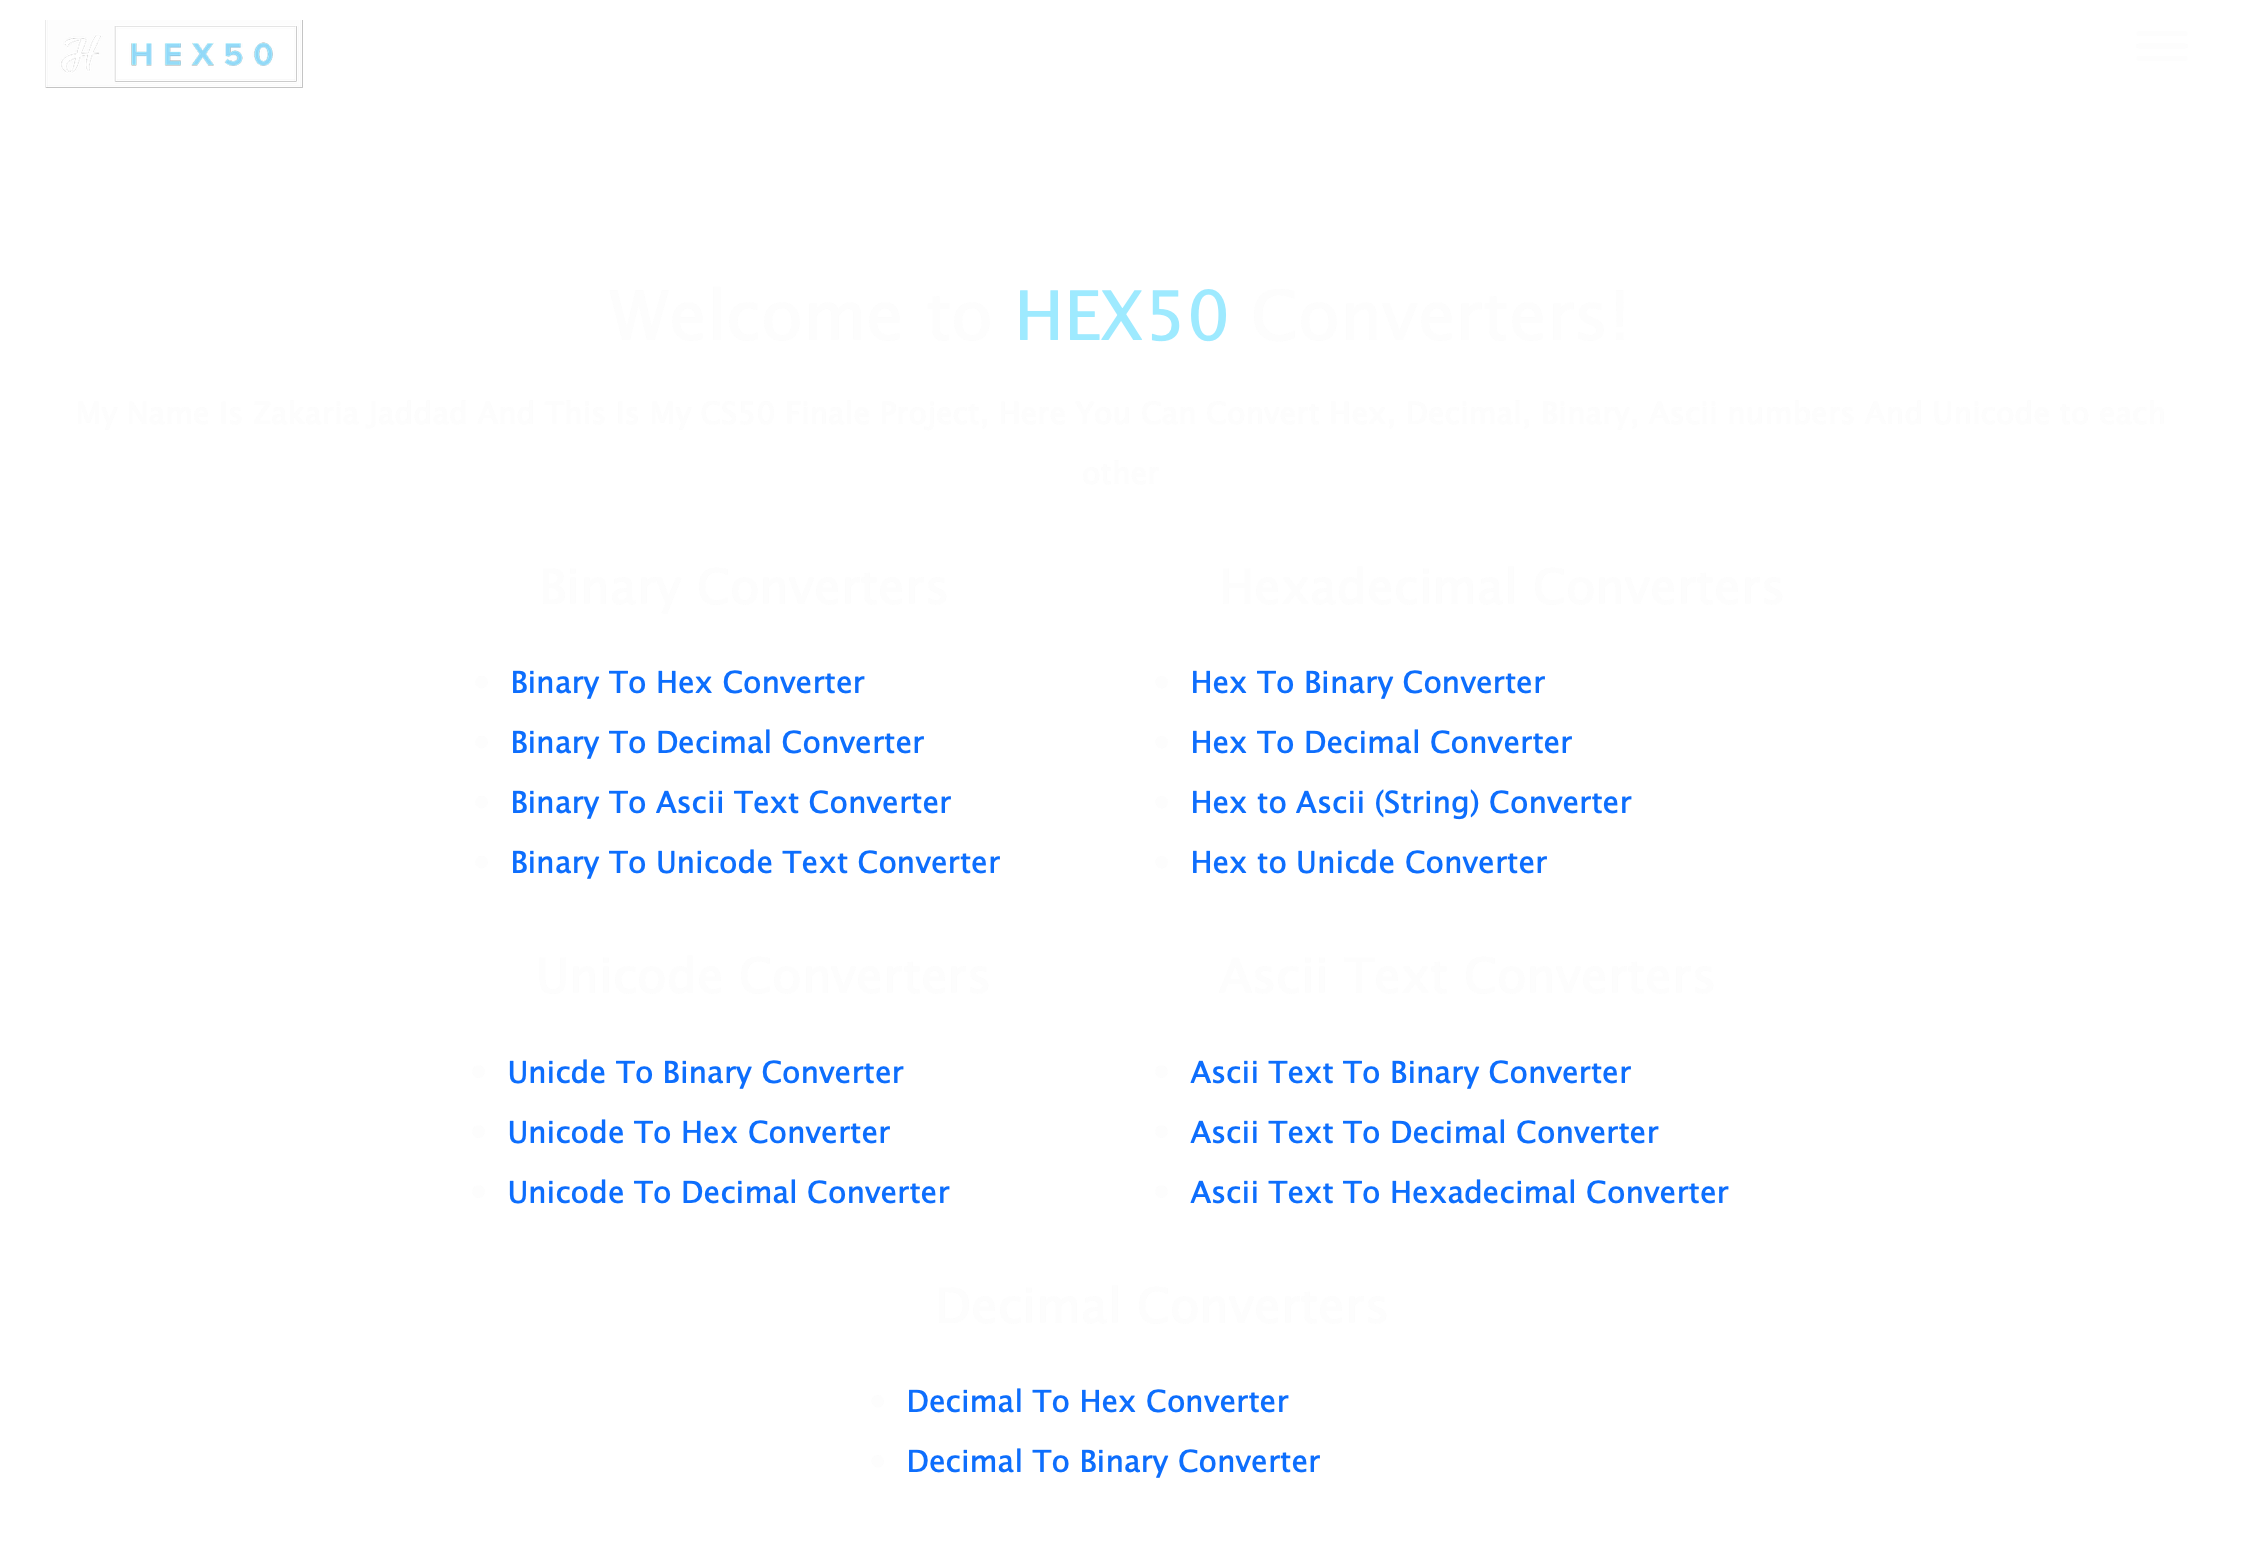 H HEX50
Welcome to HEX50 Converters!
My Name Is Zakaria Jaddad And This Is My CS50 Finale Project, Here You Can Convert Hex, Decimal, Binary, Ascii numbers And Unicode to each
other
Binary Converters
Binary To Hex Converter
Binary To Decimal Converter
Binary To Ascii Text Converter
Binary To Unicode Text Converter
Hexadecimal Converters
Hex To Binary Converter
Hex To Decimal Converter
Hex to Ascii (String) Converter
Hex to Unicde Converter
Unicode Converters
Unicde To Binary Converter
Unicode To Hex Converter
Unicode To Decimal Converter
Ascii Text Converters
Ascii Text To Binary Converter
Ascii Text To Decimal Converter
Ascii Text To Hexadecimal Converter
Decimal Converters
Decimal To Hex Converter
Decimal To Binary Converter